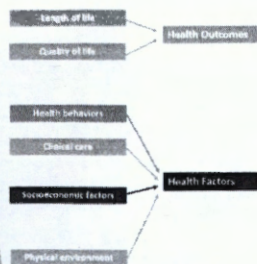 Length of life
Health Outcomes
Quality of life
Health behaviors
Clinical care
Health Factors
Socioeconomic factors
Physical environment